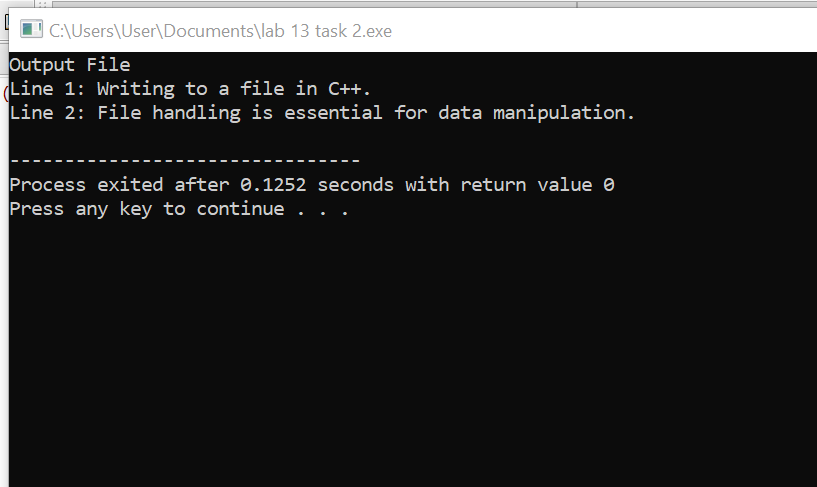 C:\Users\User\Documents\lab 13 task 2.exe
Output File
Line 1: Writing to a file in C++.
Line 2: File handling is essential for data manipulation.
--------------------------------
Process exited after 0.1252 seconds with return value 0
Press any key to continue . . .